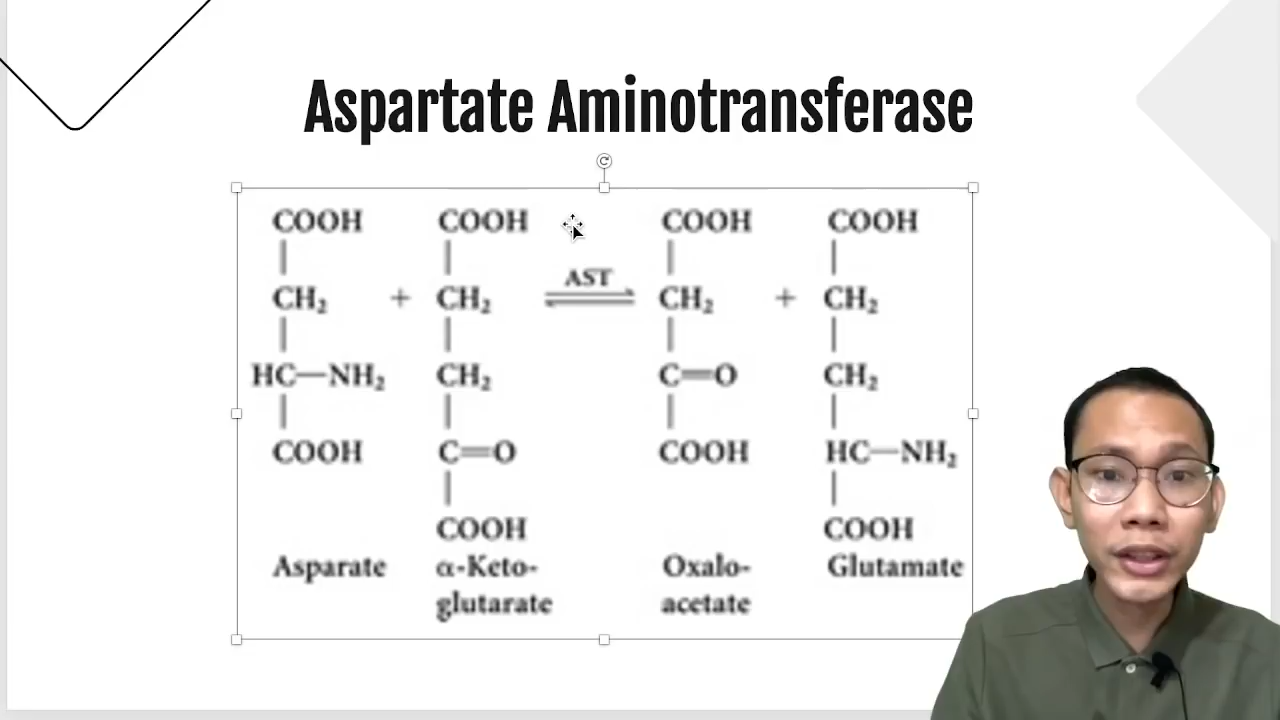 Aspartate Aminotransferase
COOH COOH COOH COOH
AST
CH₂ + CH₂ CH₂ + CH₂
HC—NH₂ CH₂ C=O CH₂
COOH C=O COOH HC—NH₂
COOH COOH
Asparate α-Keto- Oxalo- Glutamate
glutarate acetate